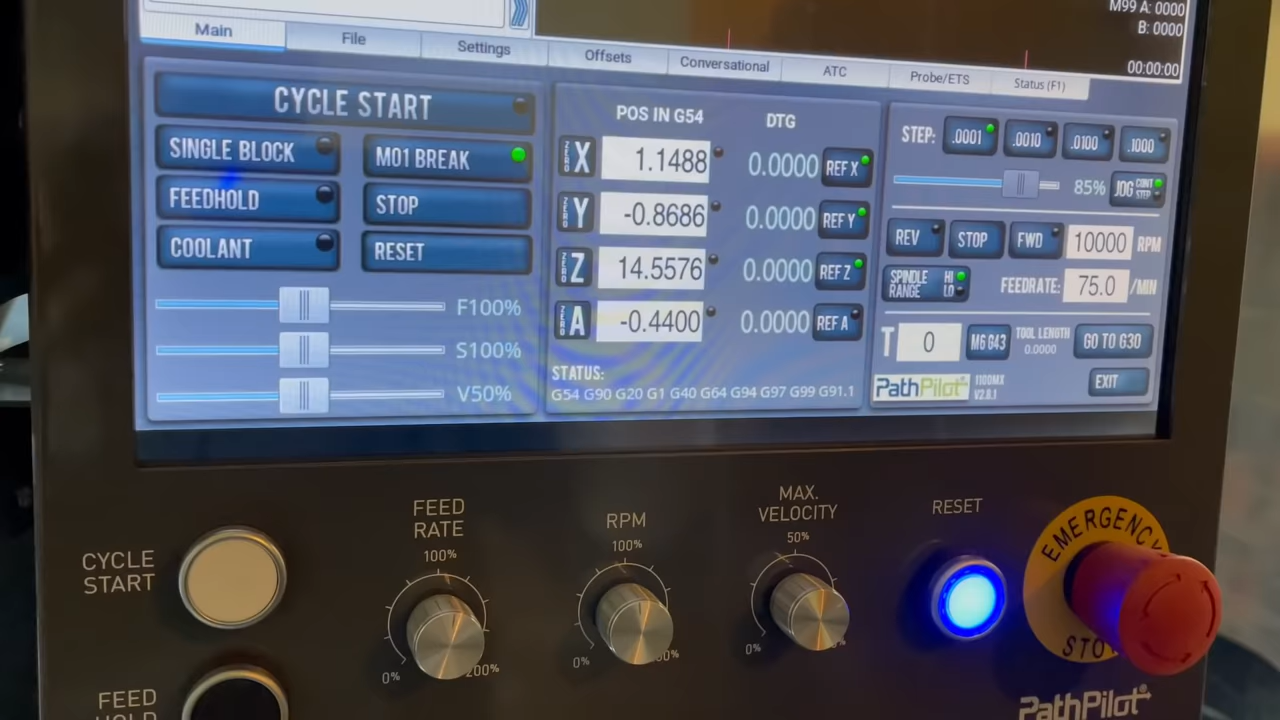 M99 A: 0000
B: 0000
00:00:00
Main
File
Settings
Offsets
Conversational
ATC
Probe/ETS
Status (F1)
CYCLE START
SINGLE BLOCK
M01 BREAK
FEEDHOLD
STOP
COOLANT
RESET
F100%
S100%
V50%
POS IN G54
DTG
ZERO X 1.1488 0.0000 REF X
ZERO Y -0.8686 0.0000 REF Y
ZERO Z 14.5576 0.0000 REF Z
ZERO A -0.4400 0.0000 REF A
STATUS:
G54 G90 G20 G1 G40 G64 G94 G97 G99 G91.1
STEP: .0001 .0010 .0100 .1000
85% JOG CONT STEP
REV STOP FWD 10000 RPM
SPINDLE RANGE HI LO
FEEDRATE: 75.0 /MIN
T 0 M6 G43
TOOL LENGTH
0.0000
GO TO G30
PathPilot
1100MX
V2.8.1
EXIT
CYCLE
START
FEED
RATE
100%
0%
200%
RPM
100%
0%
MAX.
VELOCITY
50%
0%
RESET
EMERGENCY
FEED
PathPilot